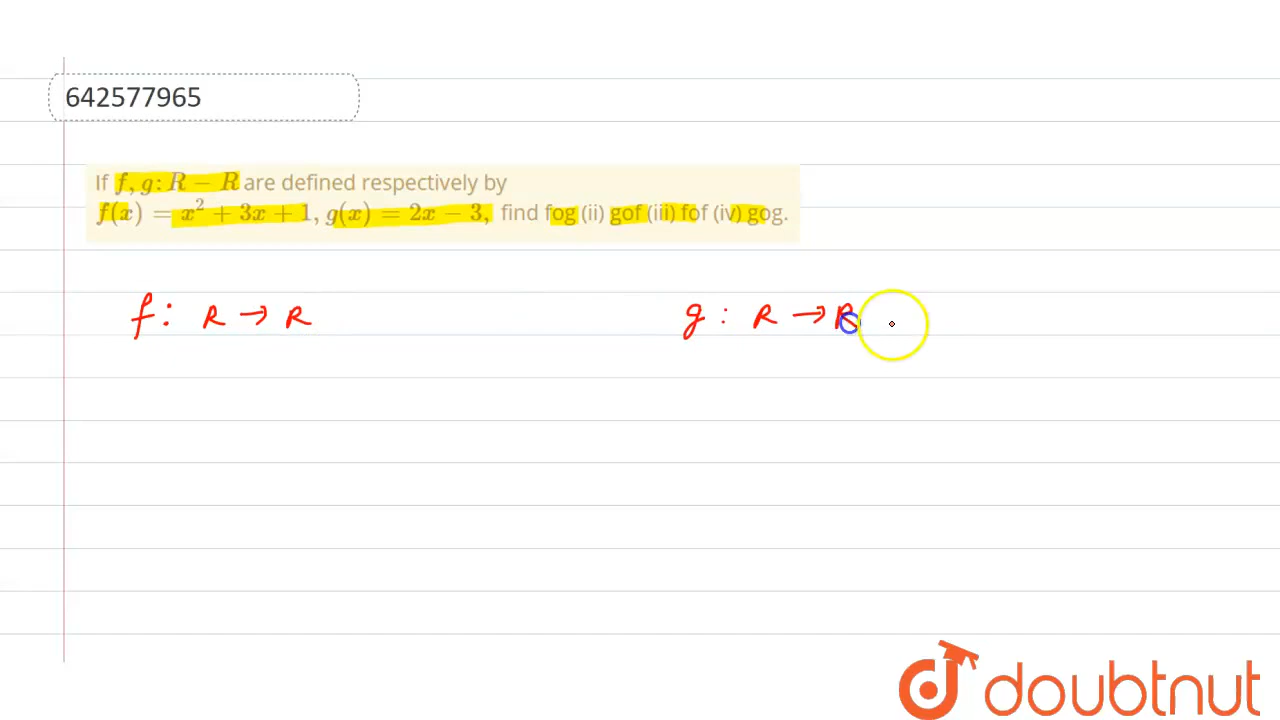 642577965
If f, g: R − R are defined respectively by
f(x) = x² + 3x + 1, g(x) = 2x − 3, find fog (ii) gof (iii) fof (iv) gog.
f: R → R
g: R → R
doubtnut